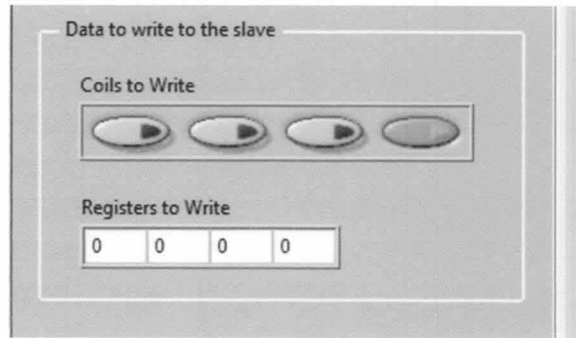 Data to write to the slave
Coils to Write
Registers to Write
0 0 0 0